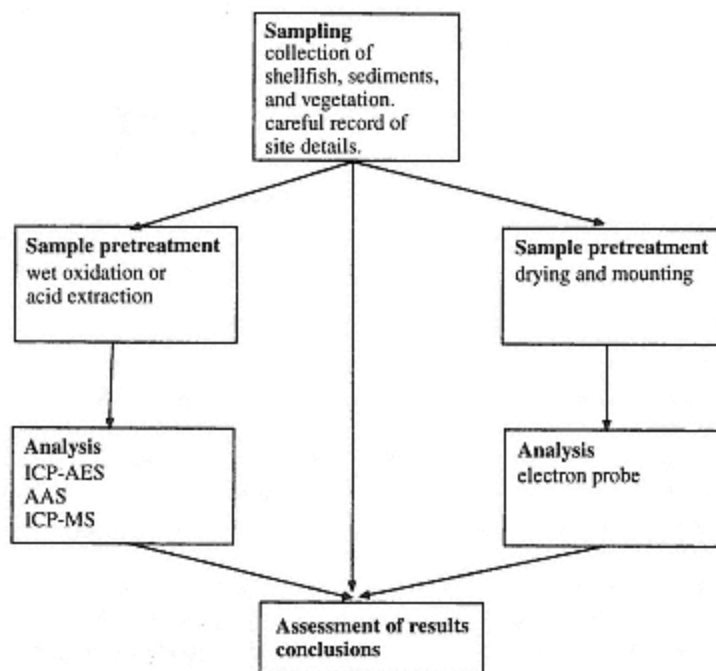 Sampling
collection of
shellfish, sediments,
and vegetation.
careful record of
site details.
Sample pretreatment
wet oxidation or
acid extraction
Sample pretreatment
drying and mounting
Analysis
ICP-AES
AAS
ICP-MS
Analysis
electron probe
Assessment of results
conclusions